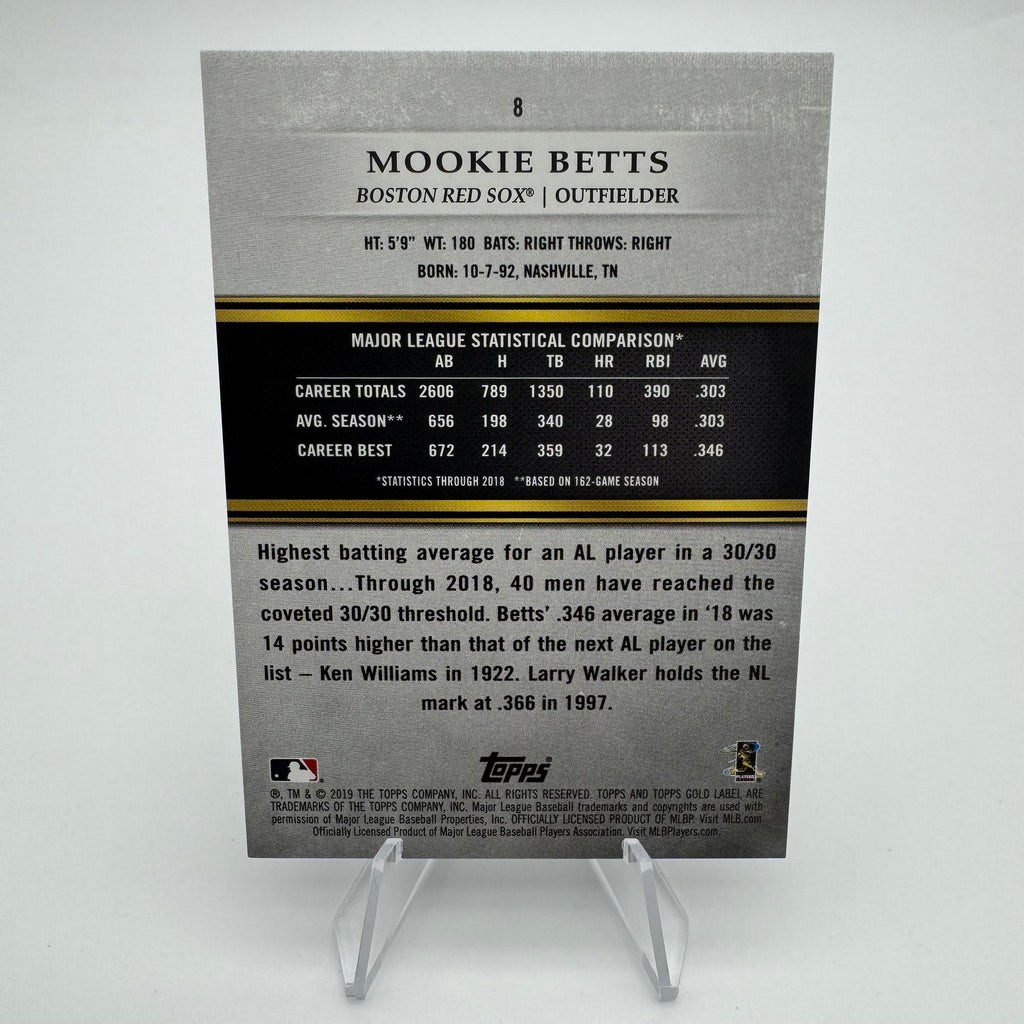 8
MOOKIE BETTS
BOSTON RED SOX® | OUTFIELDER
HT: 5'9" WT: 180 BATS: RIGHT THROWS: RIGHT
BORN: 10-7-92, NASHVILLE, TN
MAJOR LEAGUE STATISTICAL COMPARISON*
AB H TB HR RBI AVG
CAREER TOTALS 2606 789 1350 110 390 .303
AVG. SEASON** 656 198 340 28 98 .303
CAREER BEST 672 214 359 32 113 .346
*STATISTICS THROUGH 2018 **BASED ON 162-GAME SEASON
Highest batting average for an AL player in a 30/30
season...Through 2018, 40 men have reached the
coveted 30/30 threshold. Betts' .346 average in '18 was
14 points higher than that of the next AL player on the
list – Ken Williams in 1922. Larry Walker holds the NL
mark at .366 in 1997.
topps®
PLAYERS
®, TM & © 2019 THE TOPPS COMPANY, INC. ALL RIGHTS RESERVED. TOPPS AND TOPPS GOLD LABEL ARE
TRADEMARKS OF THE TOPPS COMPANY, INC. Major League Baseball trademarks and copyrights are used with
permission of Major League Baseball Properties, Inc. OFFICIALLY LICENSED PRODUCT OF MLBP. Visit MLB.com
Officially Licensed Product of Major League Baseball Players Association. Visit MLBPlayers.com.